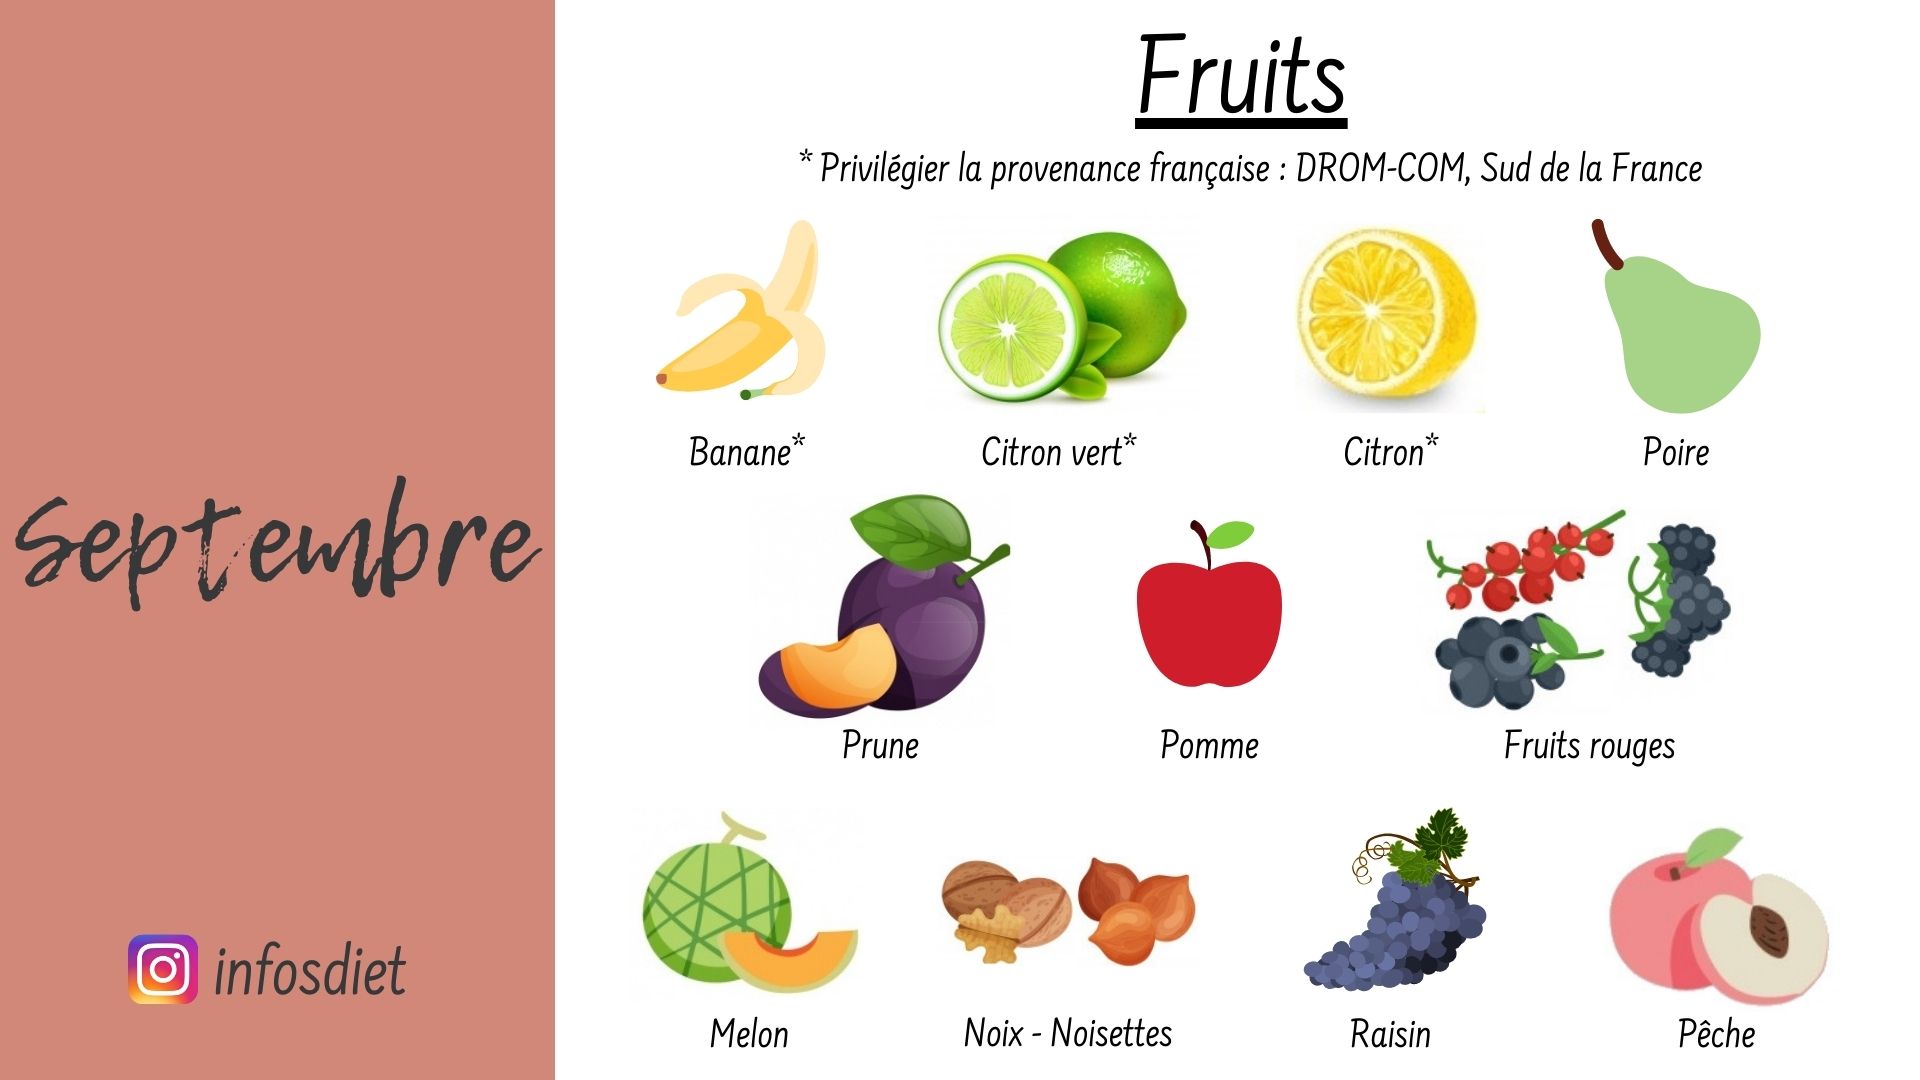 Septembre
infosdiet
Fruits
* Privilégier la provenance française : DROM-COM, Sud de la France
Banane*
Citron vert*
Citron*
Poire
Prune
Pomme
Fruits rouges
Melon
Noix - Noisettes
Raisin
Pêche